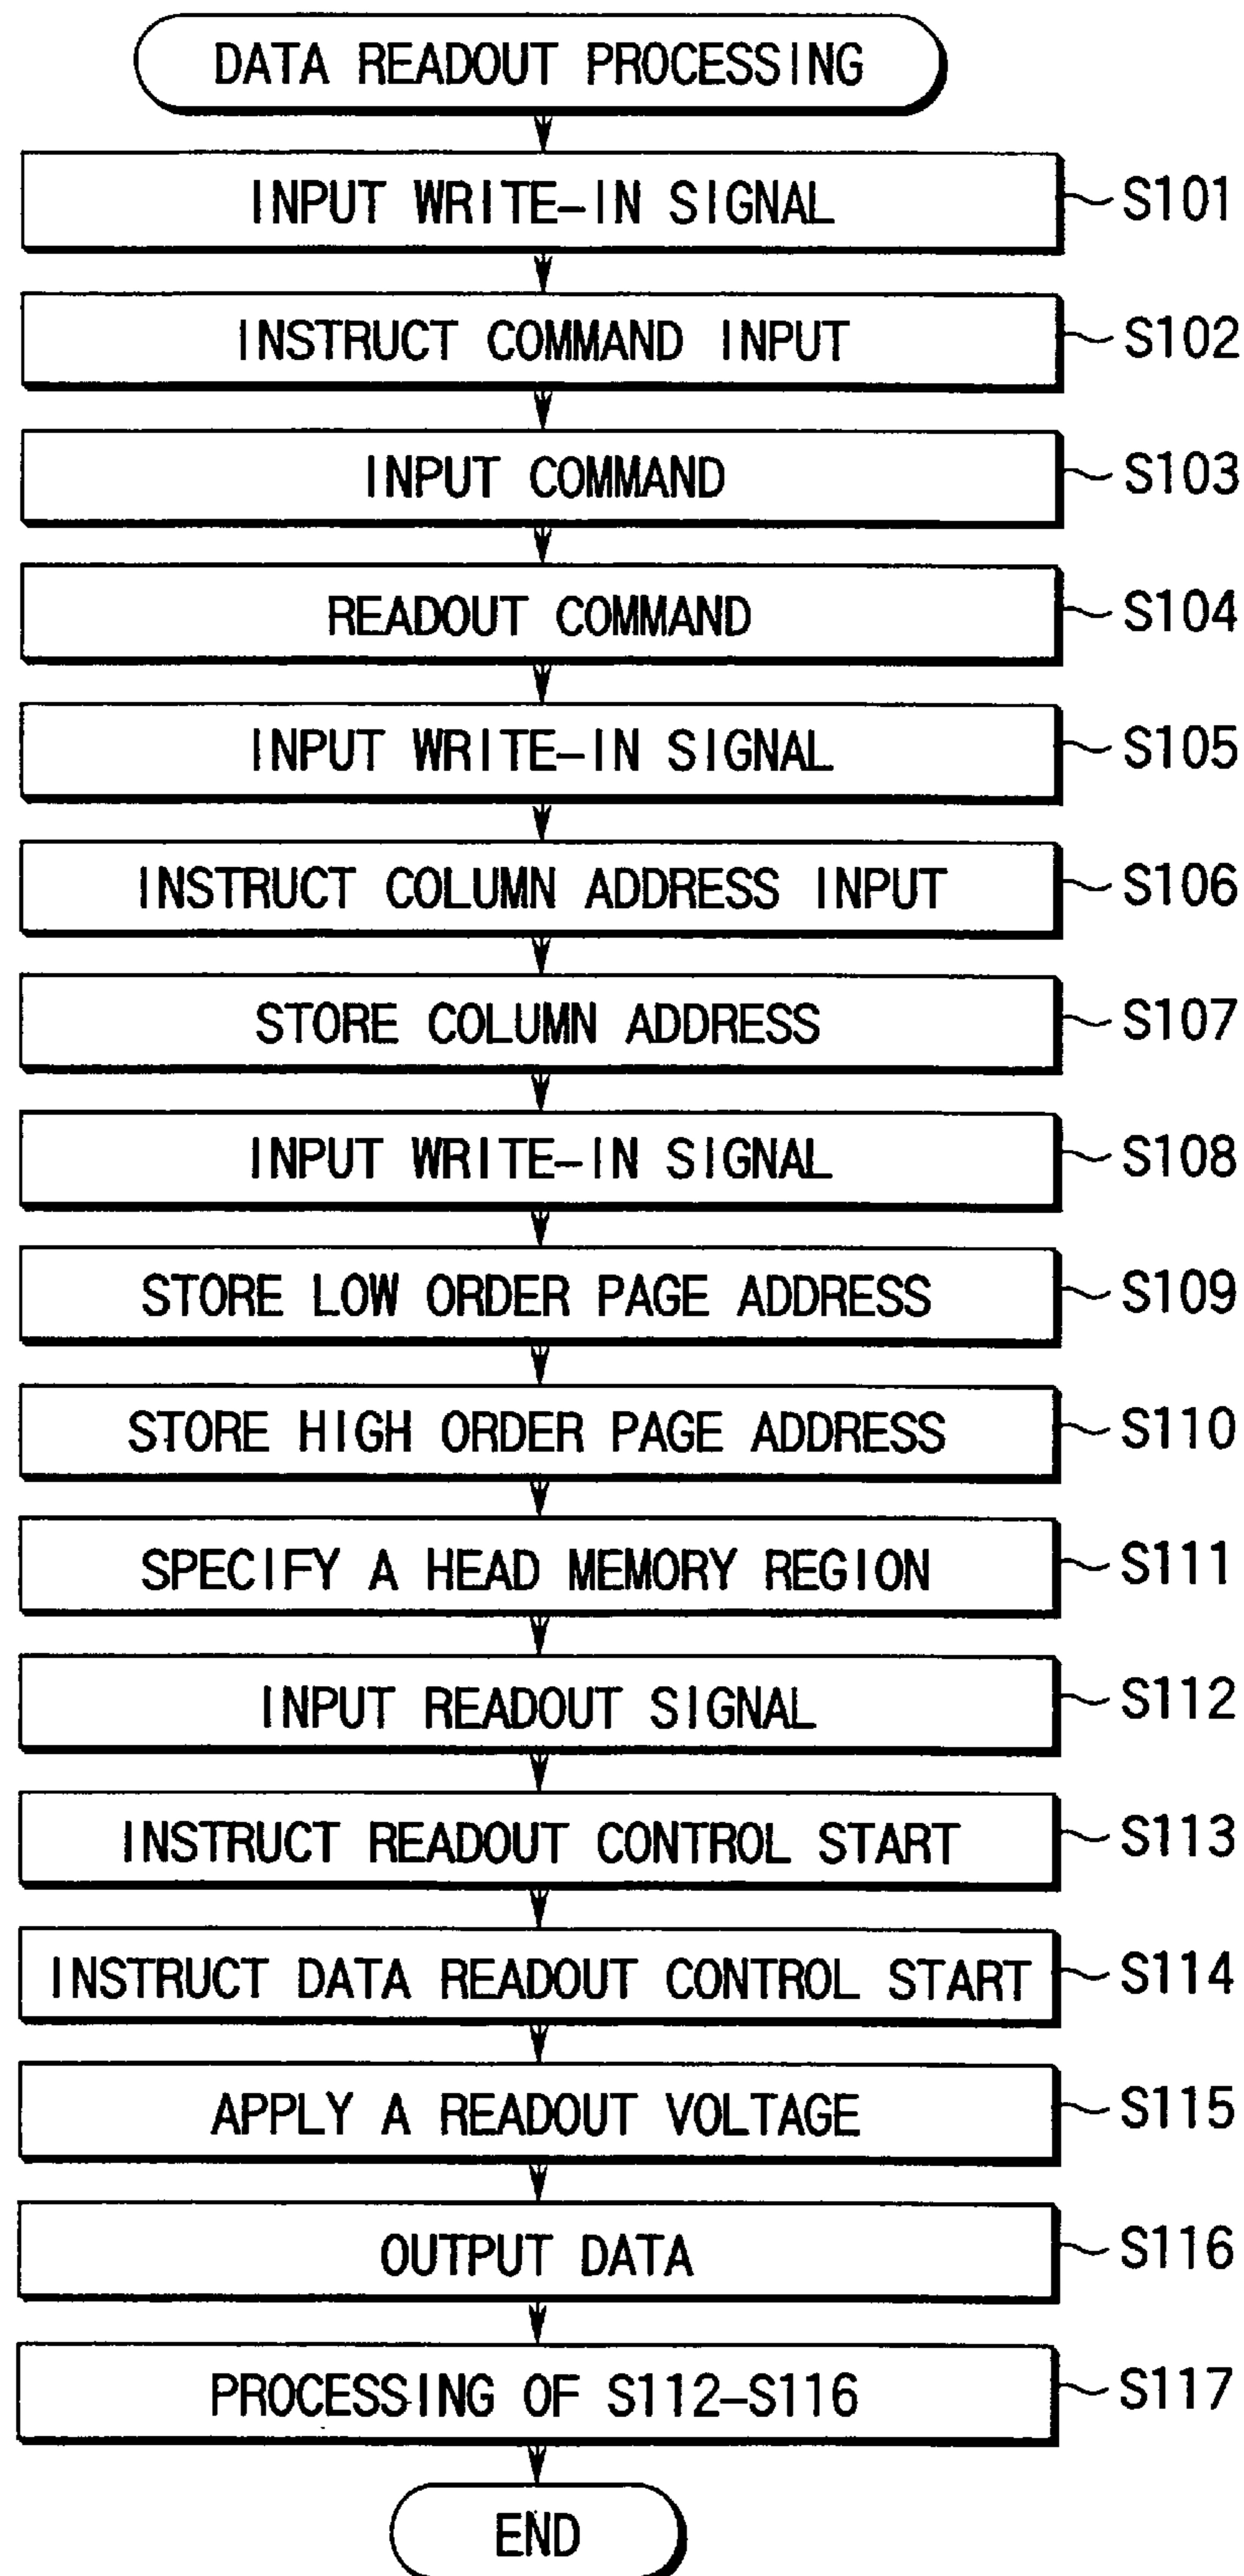 DATA READOUT PROCESSING
INPUT WRITE-IN SIGNAL S101
INSTRUCT COMMAND INPUT S102
INPUT COMMAND S103
READOUT COMMAND S104
INPUT WRITE-IN SIGNAL S105
INSTRUCT COLUMN ADDRESS INPUT S106
STORE COLUMN ADDRESS S107
INPUT WRITE-IN SIGNAL S108
STORE LOW ORDER PAGE ADDRESS S109
STORE HIGH ORDER PAGE ADDRESS S110
SPECIFY A HEAD MEMORY REGION S111
INPUT READOUT SIGNAL S112
INSTRUCT READOUT CONTROL START S113
INSTRUCT DATA READOUT CONTROL START S114
APPLY A READOUT VOLTAGE S115
OUTPUT DATA S116
PROCESSING OF S112-S116 S117
END